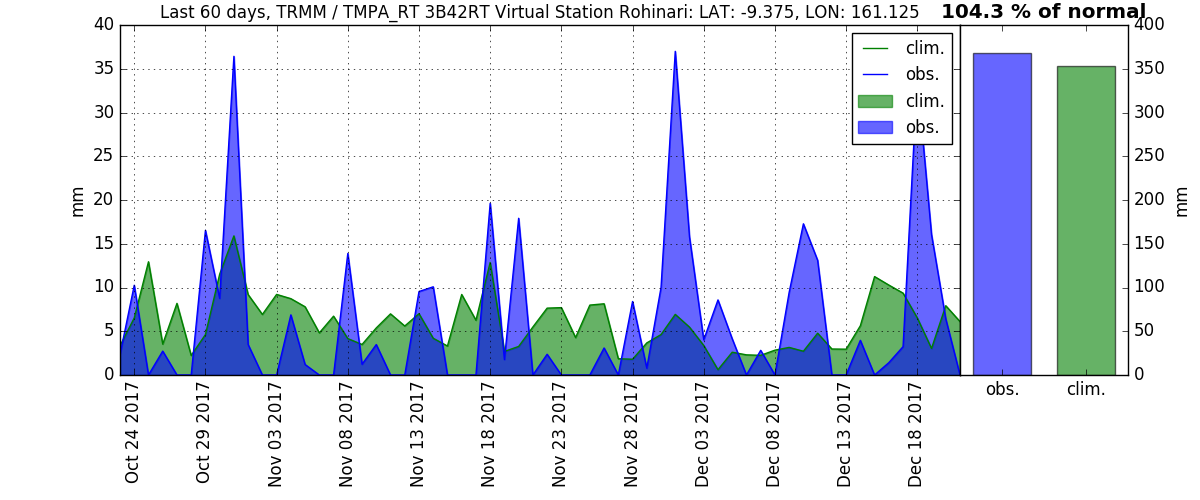 Last 60 days, TRMM / TMPA_RT 3B42RT Virtual Station Rohinari: LAT: -9.375, LON: 161.125
104.3 % of normal
clim.
obs.
clim.
obs.
mm
40
35
30
25
20
15
10
5
0
Oct 24 2017
Oct 29 2017
Nov 03 2017
Nov 08 2017
Nov 13 2017
Nov 18 2017
Nov 23 2017
Nov 28 2017
Dec 03 2017
Dec 08 2017
Dec 13 2017
Dec 18 2017
400
350
300
250
200
150
100
50
0
mm
obs.
clim.